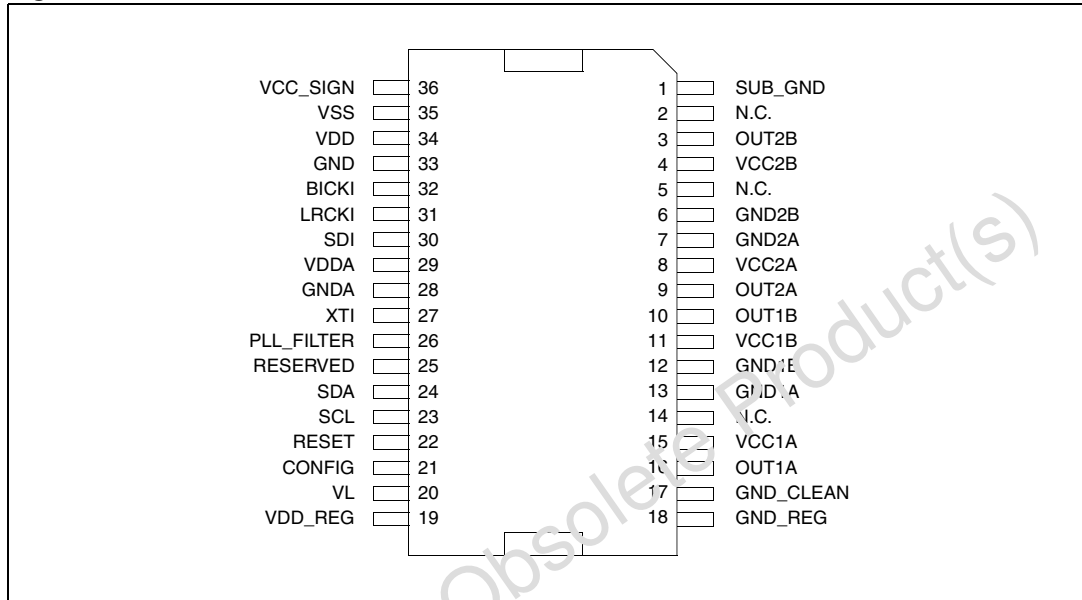 VCC_SIGN 36 1 SUB_GND
VSS 35 2 N.C.
VDD 34 3 OUT2B
GND 33 4 VCC2B
BICKI 32 5 N.C.
LRCKI 31 6 GND2B
SDI 30 7 GND2A
VDDA 29 8 VCC2A
GNDA 28 9 OUT2A
XTI 27 10 OUT1B
PLL_FILTER 26 11 VCC1B
RESERVED 25 12 GND1B
SDA 24 13 GND1A
SCL 23 14 N.C.
RESET 22 15 VCC1A
CONFIG 21 16 OUT1A
VL 20 17 GND_CLEAN
VDD_REG 19 18 GND_REG
Obsolete Product(s)